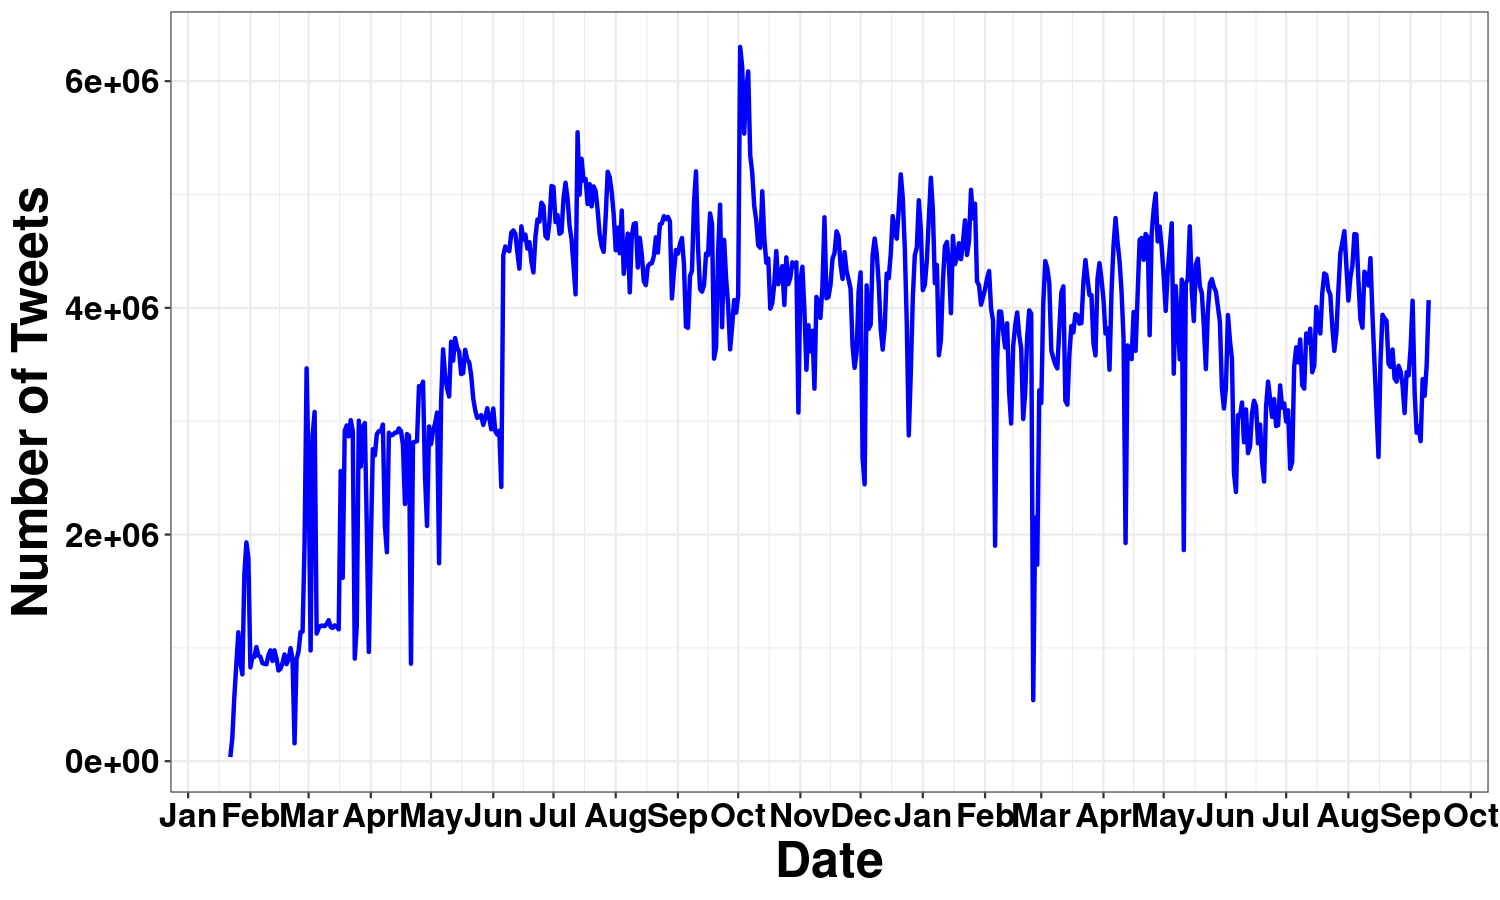 Number of Tweets
6e+06
4e+06
2e+06
0e+00
Jan Feb Mar Apr May Jun Jul Aug Sep Oct Nov Dec Jan Feb Mar Apr May Jun Jul Aug Sep Oct
Date